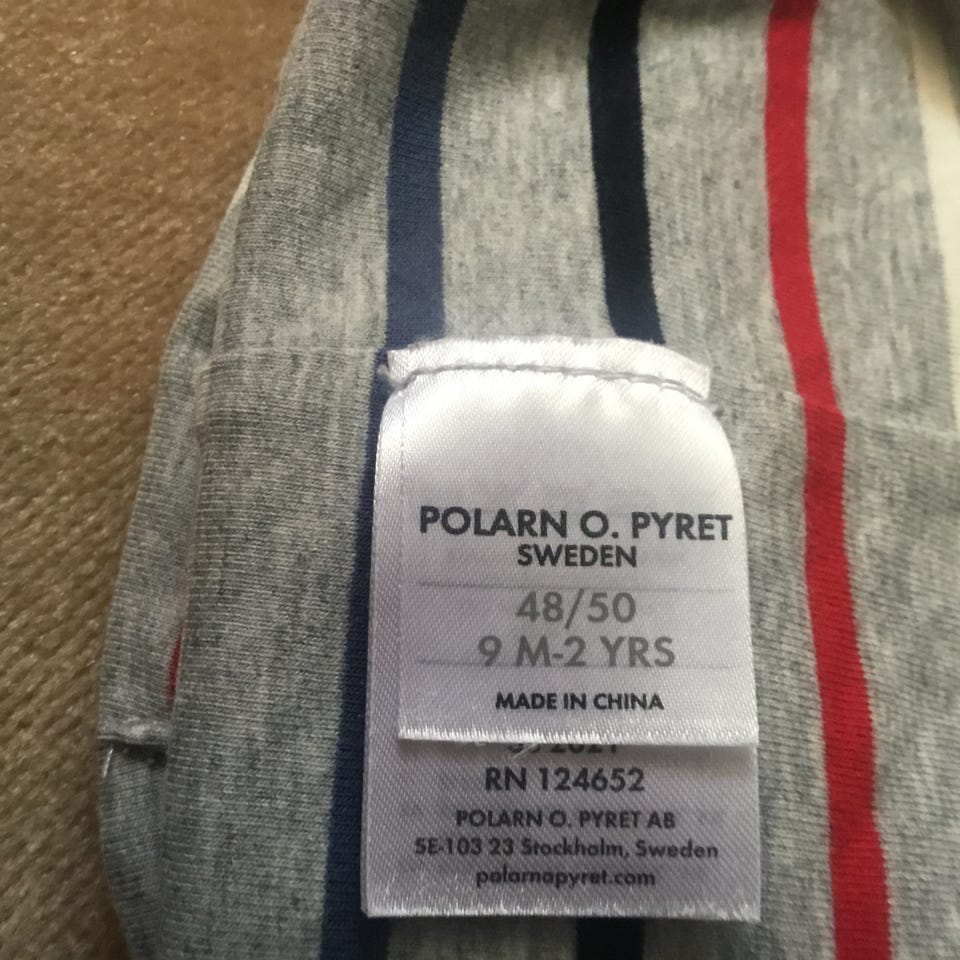 POLARN O. PYRET
SWEDEN
48/50
9 M-2 YRS
MADE IN CHINA
2021
RN 124652
POLARN O. PYRET AB
SE-103 23 Stockholm, Sweden
polarnopyret.com